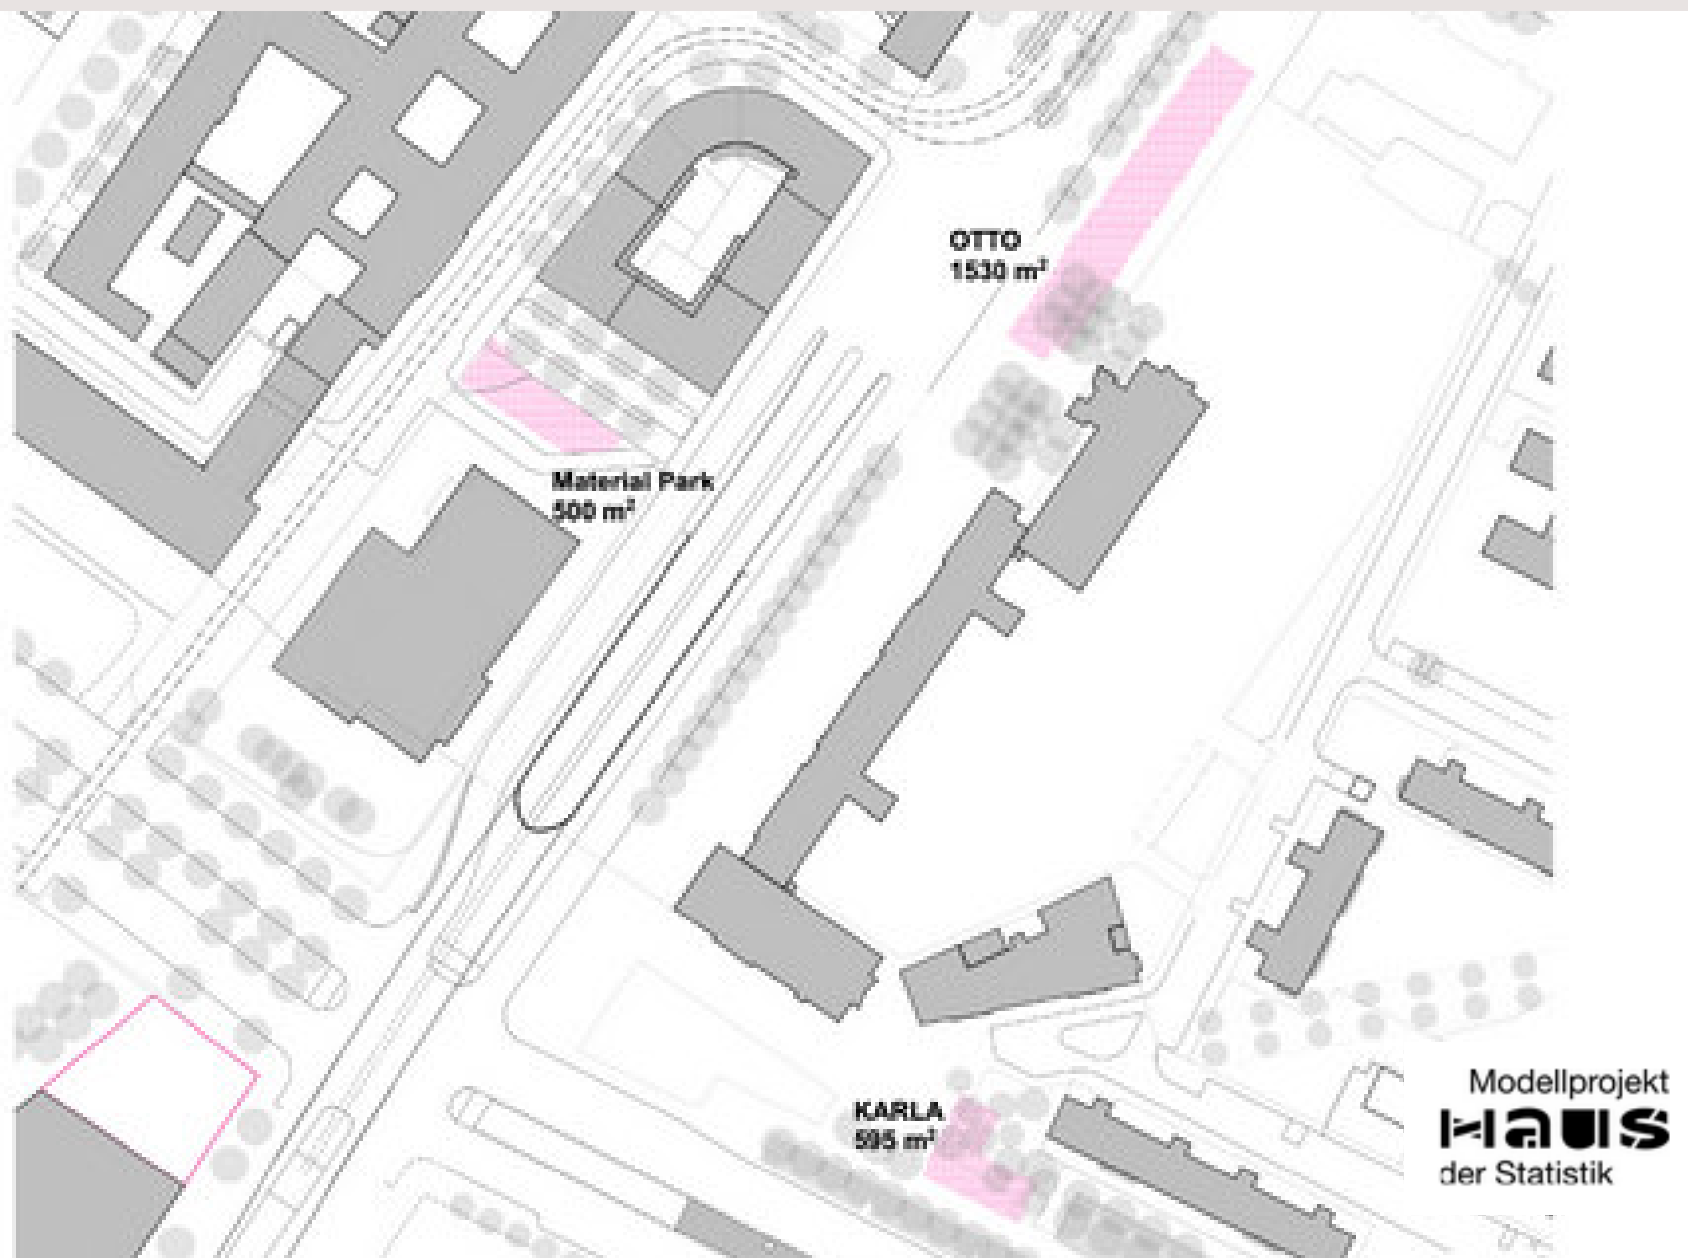 OTTO
1530 m²
Material Park
500 m²
KARLA
595 m²
Modellprojekt
HAUS
der Statistik